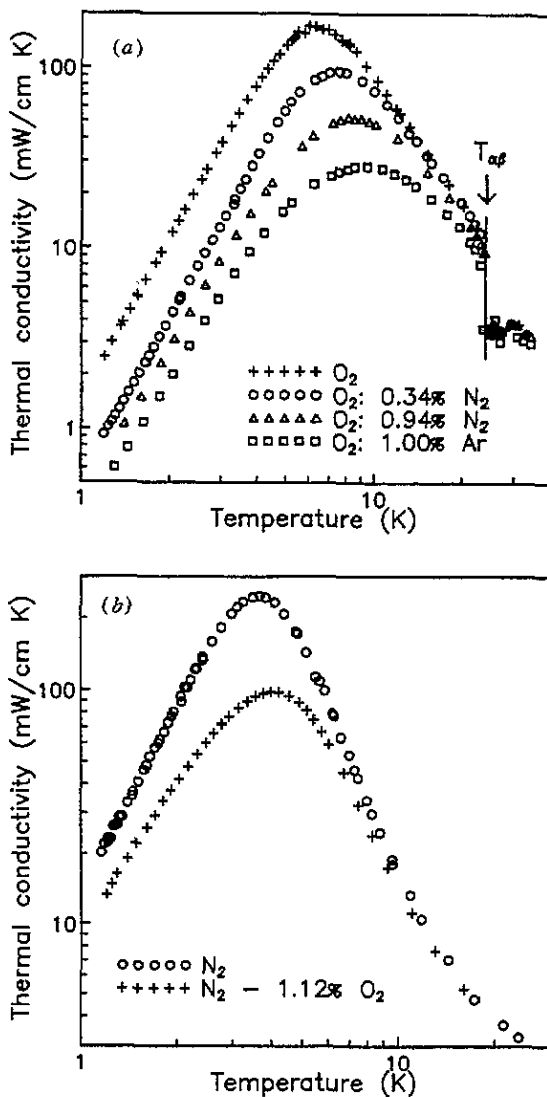 (a)
Thermal conductivity (mW/cm K)
100
10
1
T αβ
+++++ O₂
○○○○○ O₂: 0.34% N₂
△△△△△ O₂: 0.94% N₂
□□□□□ O₂: 1.00% Ar
1
10
Temperature (K)
(b)
Thermal conductivity (mW/cm K)
100
10
○○○○○ N₂
+++++ N₂ — 1.12% O₂
1
10
Temperature (K)